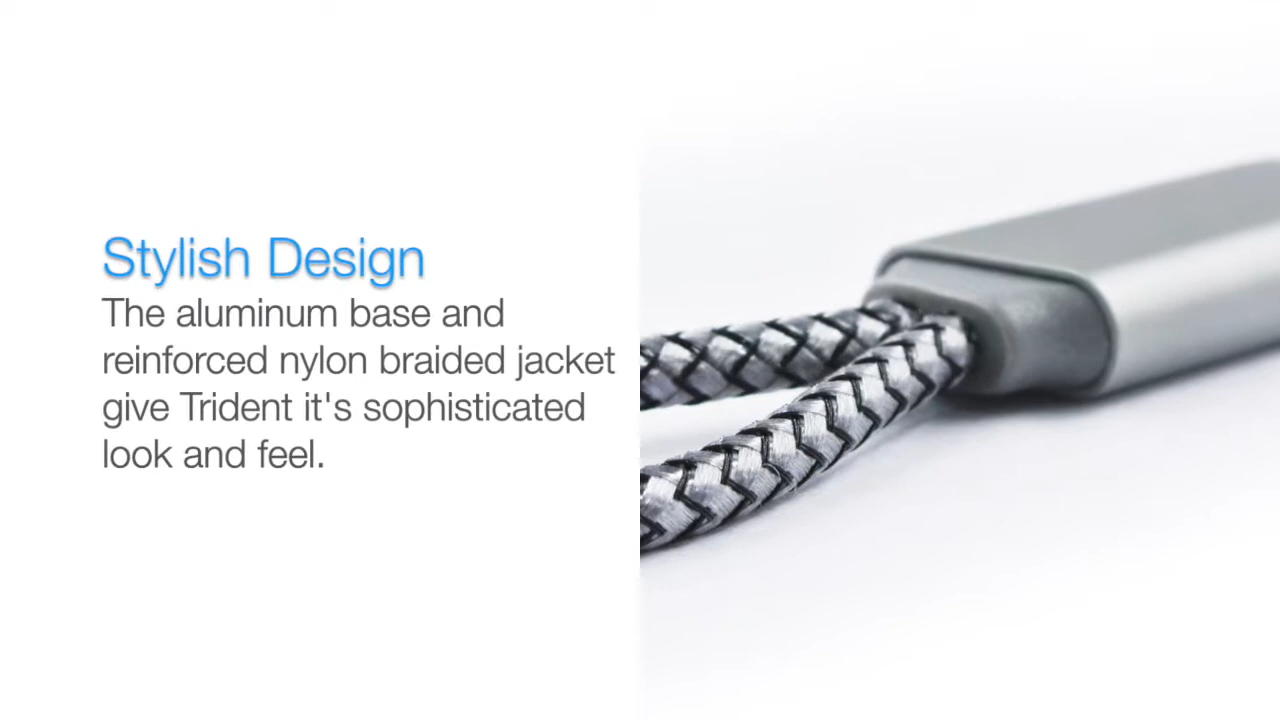 Stylish Design
The aluminum base and
reinforced nylon braided jacket
give Trident it's sophisticated
look and feel.